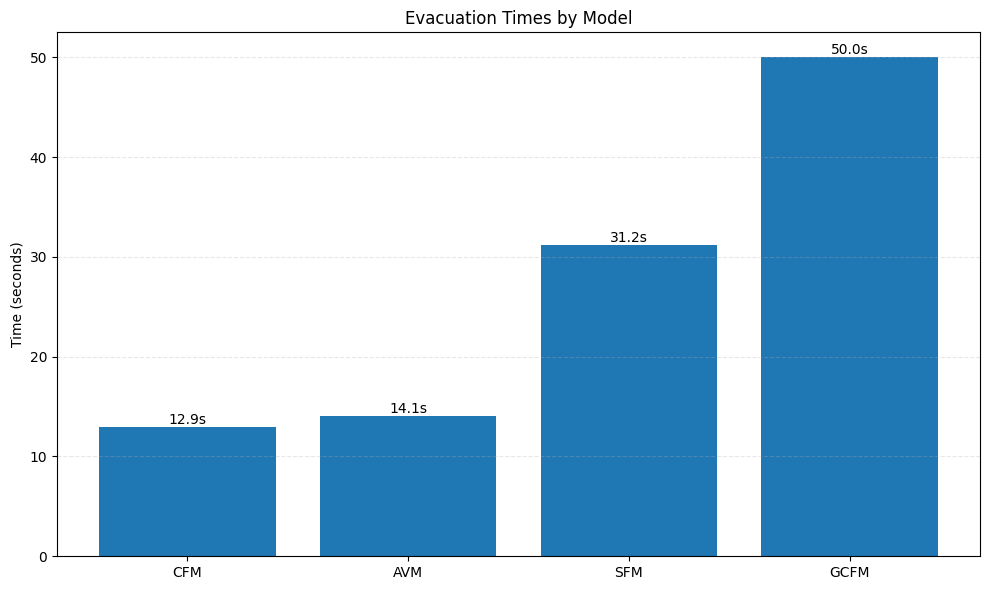 Evacuation Times by Model
Time (seconds)
50
40
30
20
10
0
12.9s
14.1s
31.2s
50.0s
CFM
AVM
SFM
GCFM